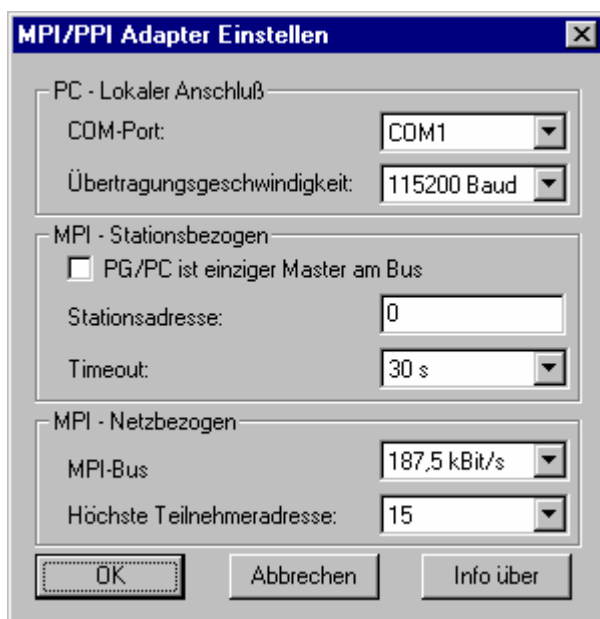 MPI/PPI Adapter Einstellen
PC - Lokaler Anschluß
COM-Port: COM1
Übertragungsgeschwindigkeit: 115200 Baud
MPI - Stationsbezogen
PG/PC ist einziger Master am Bus
Stationsadresse: 0
Timeout: 30 s
MPI - Netzbezogen
MPI-Bus 187,5 kBit/s
Höchste Teilnehmeradresse: 15
OK Abbrechen Info über